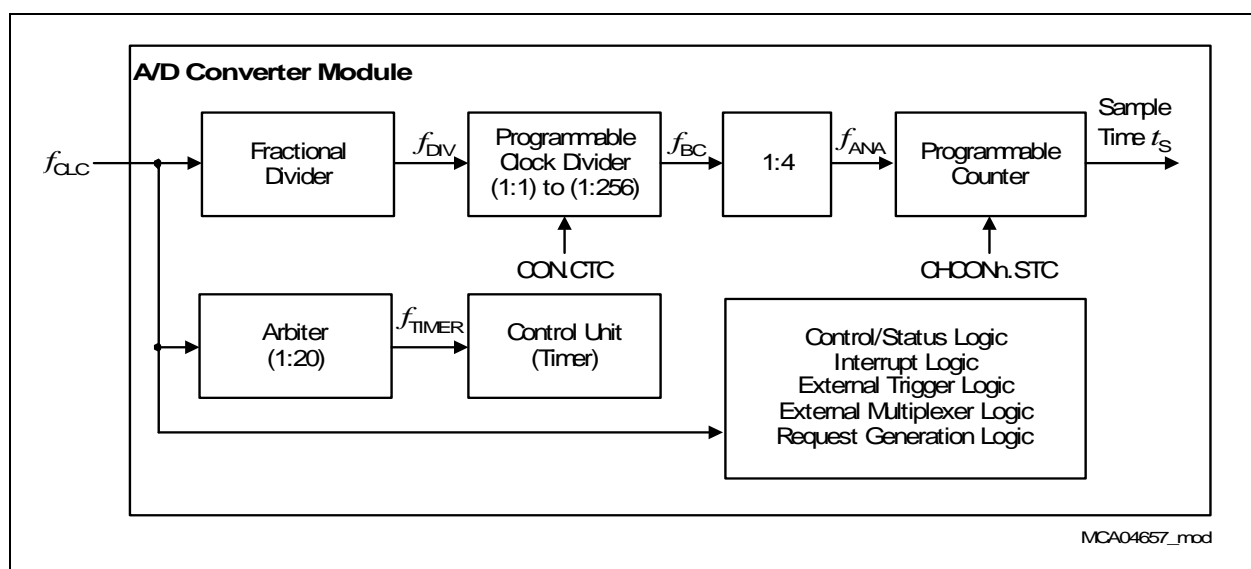 A/D Converter Module
Sample
Time tS
fCLC
Fractional
Divider
fDIV
Programmable
Clock Divider
(1:1) to (1:256)
fBC
1:4
fANA
Programmable
Counter
CON.CTC
CHCONn.STC
Arbiter
(1:20)
fTIMER
Control Unit
(Timer)
Control/Status Logic
Interrupt Logic
External Trigger Logic
External Multiplexer Logic
Request Generation Logic
MCA04657_mod